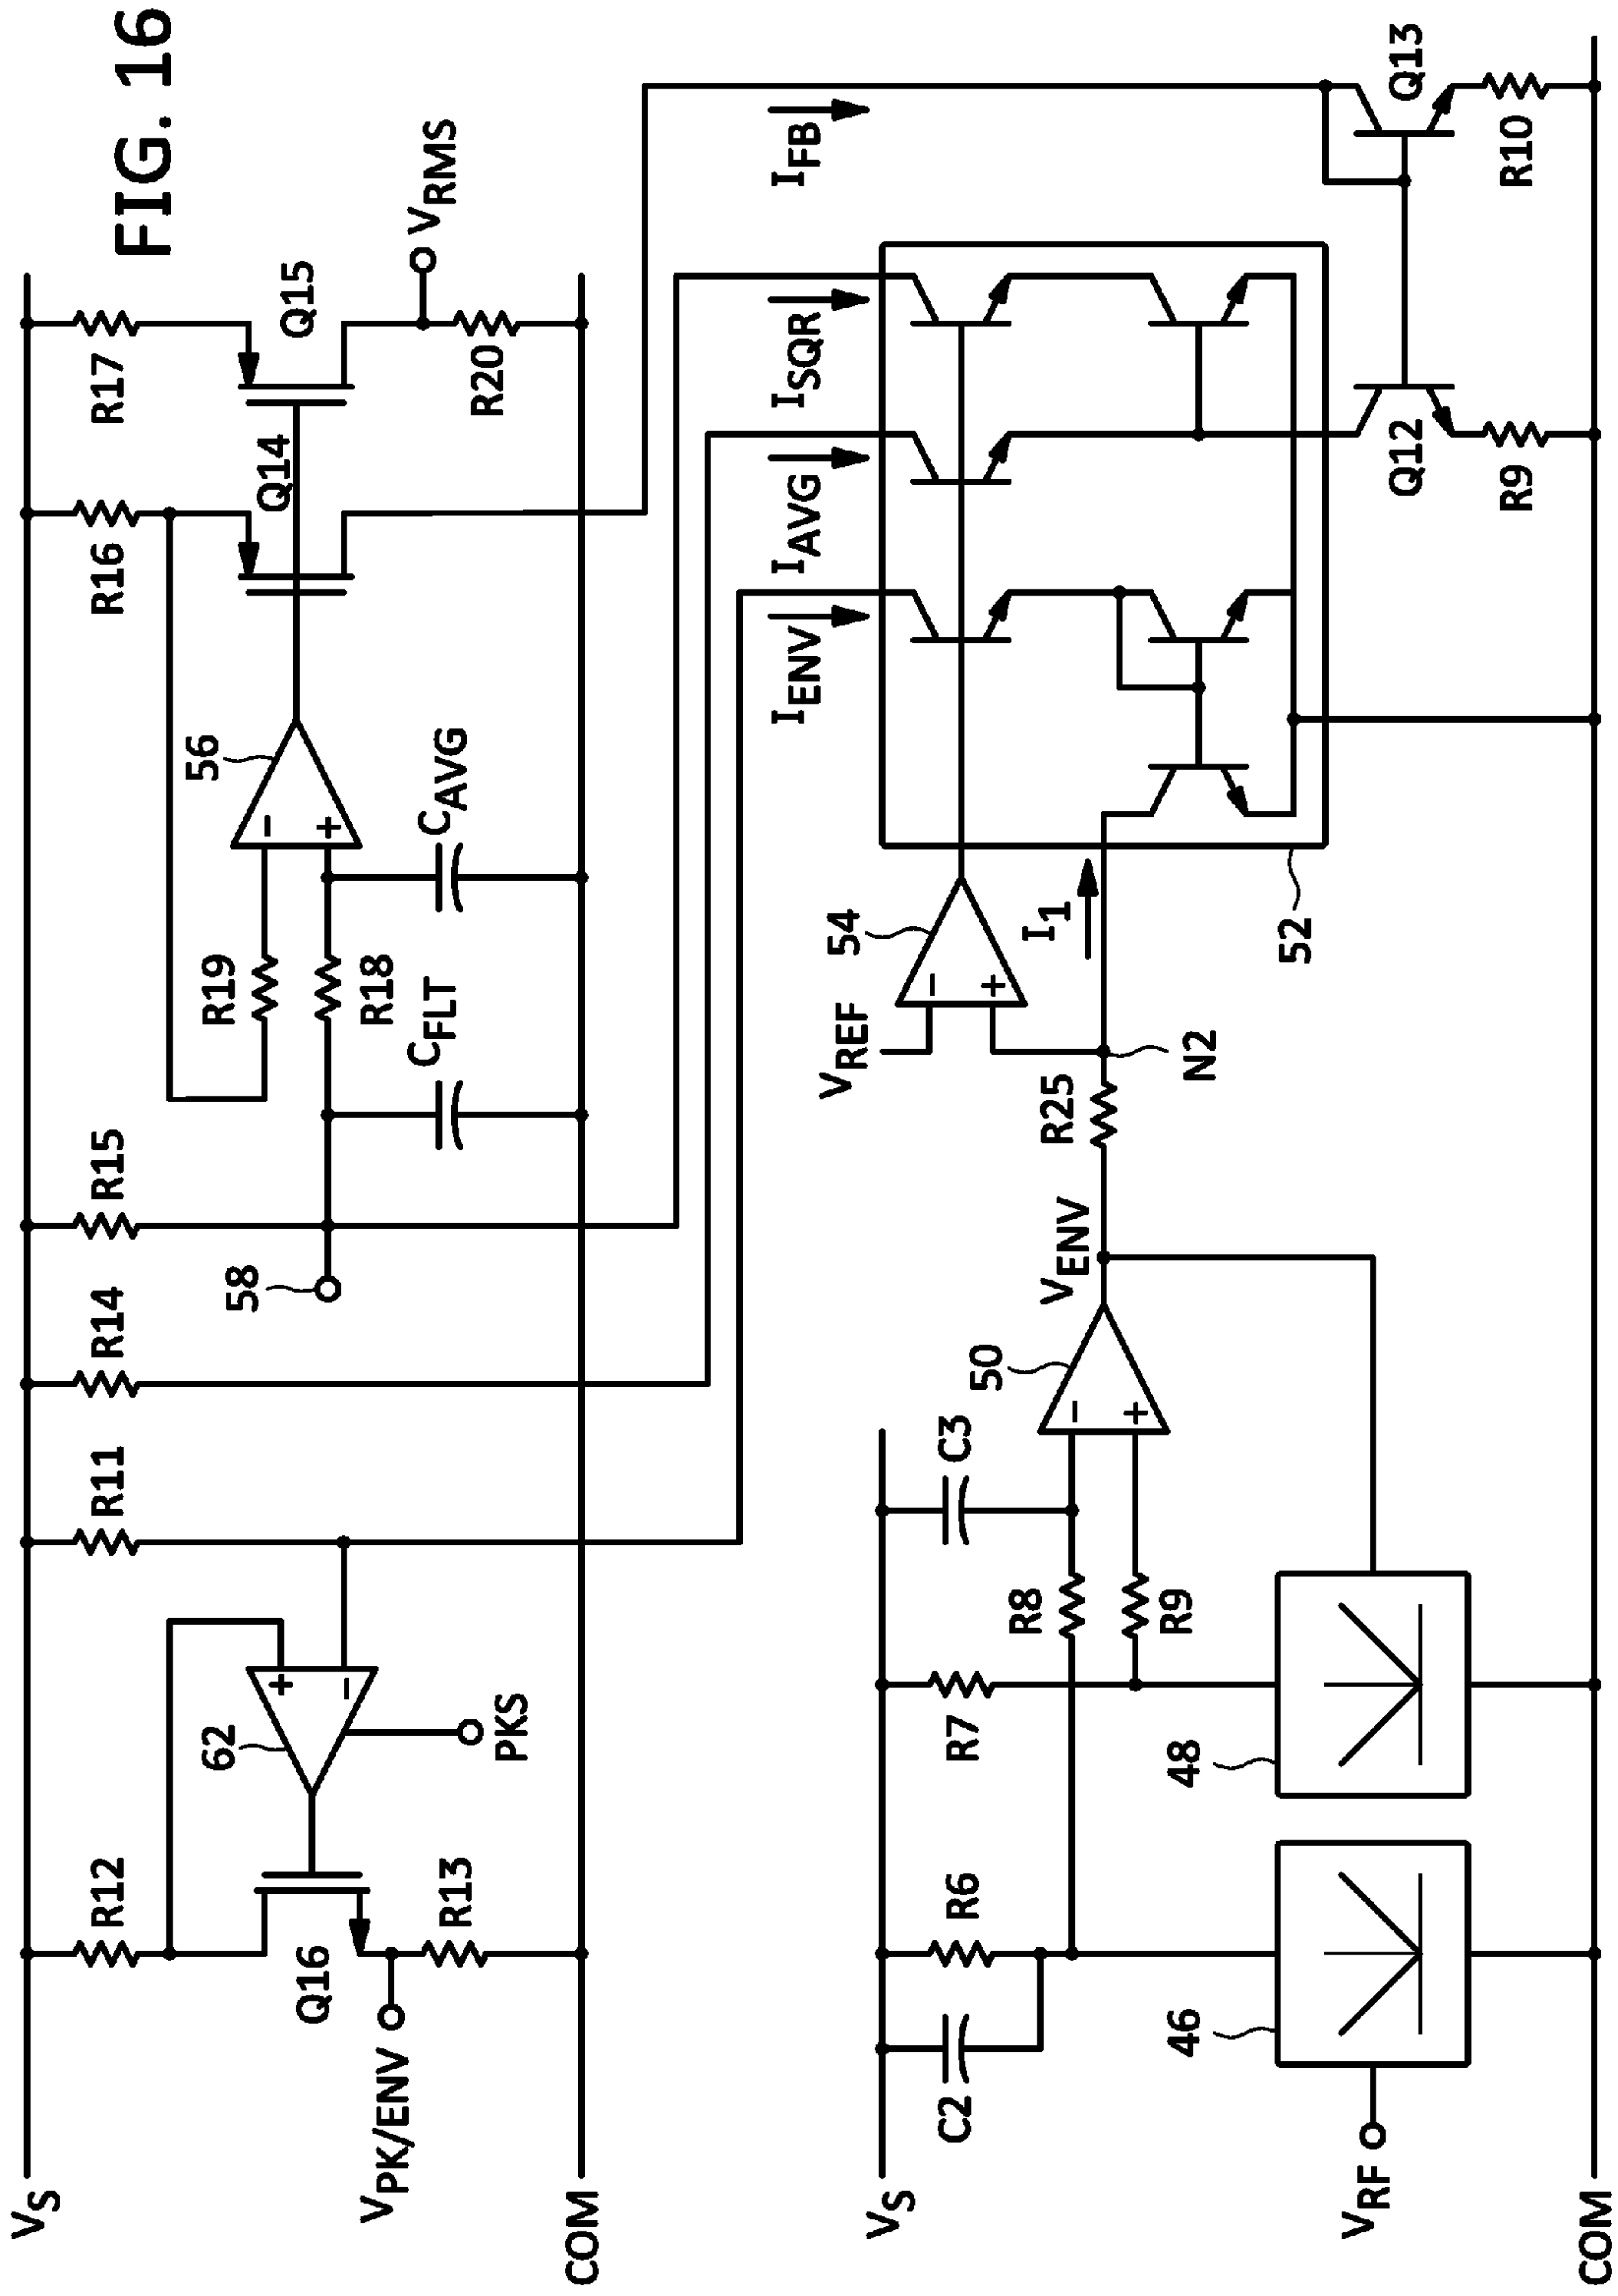 FIG. 16
VS
R12
R11
R14
R15
R16
R17
Q16
62
+
−
PKS
58
R19
R18
56
−
+
Q14
Q15
VPK/ENV
R13
CFLT
CAVG
R20
VRMS
COM
VS
C2
R6
R7
C3
R8
R9
50
−
+
VENV
R25
VREF
54
−
+
N2
I1
IENV
IAVG
ISQR
IFB
52
VRF
46
48
Q12
Q13
R9
R10
COM